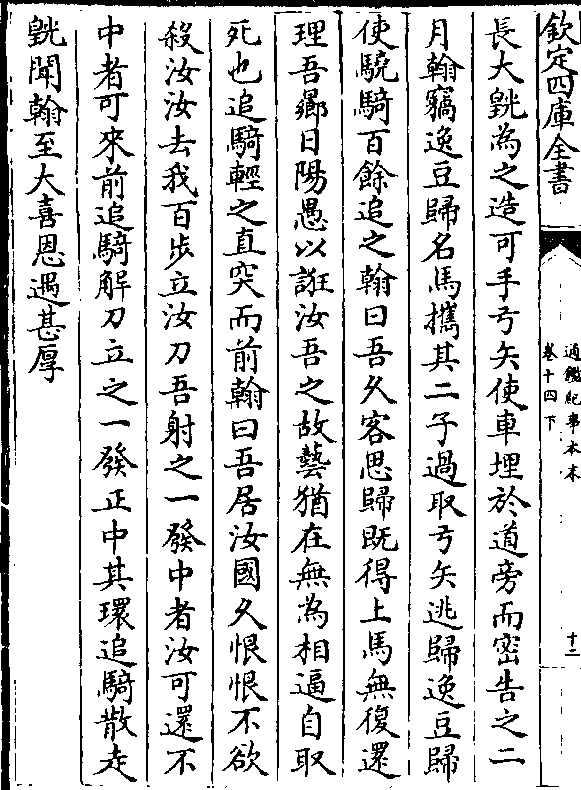 欽定四庫全書
通鑑紀事本末
卷十四下
十二
長大皝為之造可手弓矢使車埋於道旁而密告之二
月翰竊逸豆歸名馬攜其二子過取弓矢逃歸逸豆歸
使驍騎百餘追之翰曰吾久客思歸既得上馬無復還
理吾鄉日陽愚以誑汝吾之故藝猶在無為相逼自取
死也追騎輕之直突而前翰曰吾居汝國久恨恨不欲
殺汝汝去我百步立汝刀吾射之一發中者汝可還不
中者可來前追騎解刀立之一發正中其環追騎散走
皝聞翰至大喜恩遇甚厚